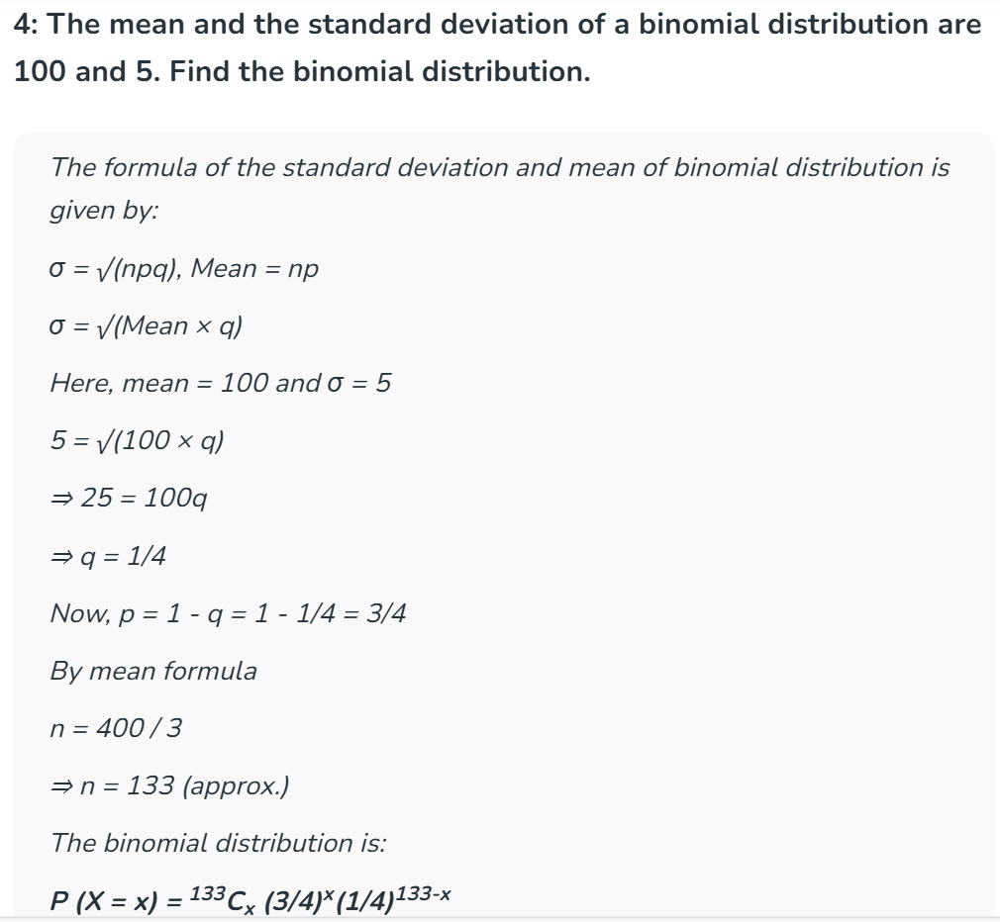 4: The mean and the standard deviation of a binomial distribution are
100 and 5. Find the binomial distribution.
The formula of the standard deviation and mean of binomial distribution is
given by:
σ = √(npq), Mean = np
σ = √(Mean × q)
Here, mean = 100 and σ = 5
5 = √(100 × q)
⇒ 25 = 100q
⇒ q = 1/4
Now, p = 1 - q = 1 - 1/4 = 3/4
By mean formula
n = 400 / 3
⇒ n = 133 (approx.)
The binomial distribution is:
P (X = x) = ¹³³Cₓ (3/4)ˣ(1/4)¹³³⁻ˣ